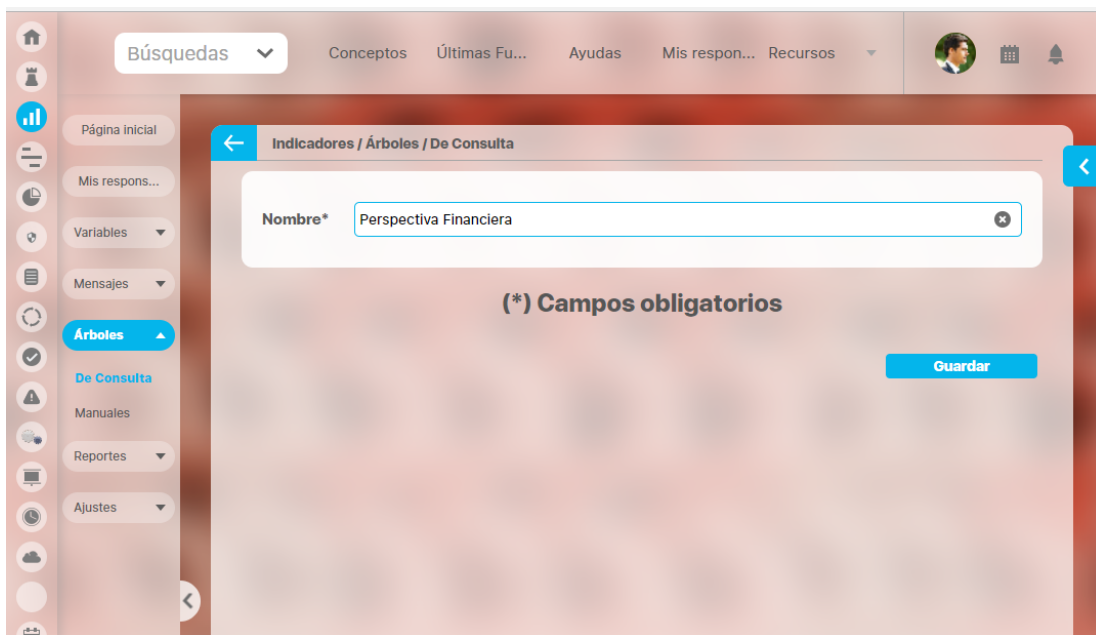 Búsquedas
Conceptos
Últimas Fu...
Ayudas
Mis respon...
Recursos
Página inicial
Mis respons...
Variables
Mensajes
Árboles
De Consulta
Manuales
Reportes
Ajustes
Indicadores / Árboles / De Consulta
Nombre*
Perspectiva Financiera
(*) Campos obligatorios
Guardar